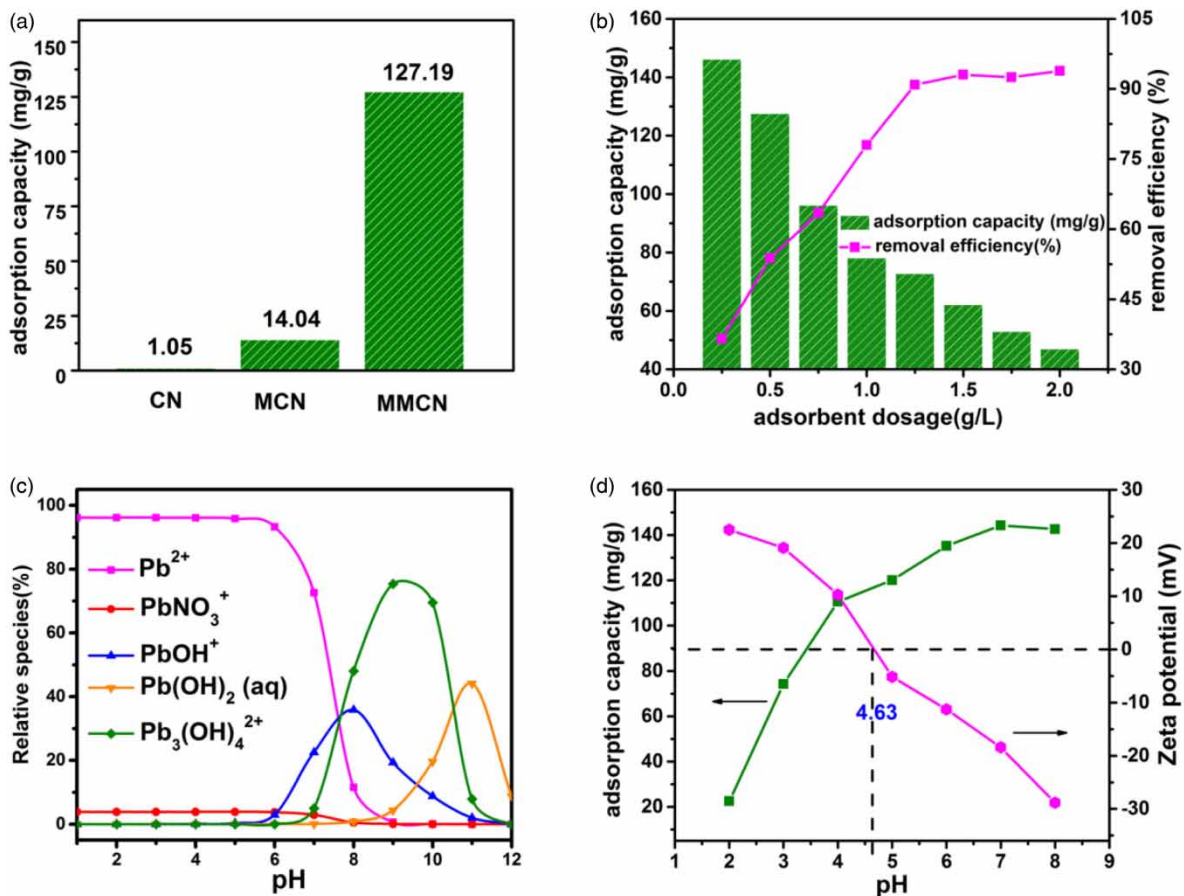 (a)
adsorption capacity (mg/g)
150
125
100
75
50
25
0
1.05
14.04
127.19
CN MCN MMCN
(b)
adsorption capacity (mg/g)
160
140
120
100
80
60
40
105
90
75
60
45
30
removal efficiency (%)
adsorption capacity (mg/g)
removal efficiency(%)
0.0 0.5 1.0 1.5 2.0
adsorbent dosage(g/L)
(c)
Relative species(%)
100
80
60
40
20
0
Pb²⁺
PbNO₃⁺
PbOH⁺
Pb(OH)₂ (aq)
Pb₃(OH)₄²⁺
2 4 6 8 10 12
pH
(d)
adsorption capacity (mg/g)
160
140
120
100
80
60
40
20
30
20
10
0
-10
-20
-30
Zeta potential (mV)
4.63
1 2 3 4 5 6 7 8 9
pH